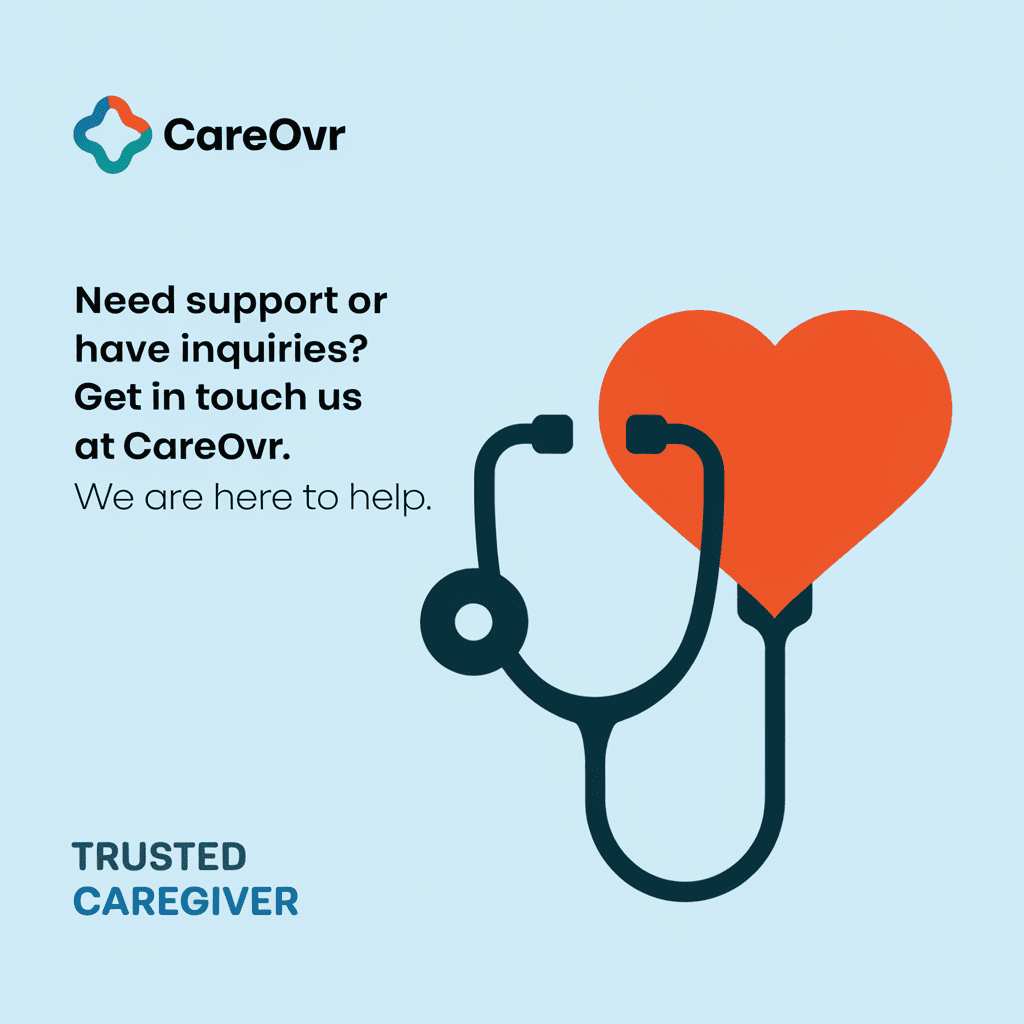 CareOvr
Need support or
have inquiries?
Get in touch us
at CareOvr.
We are here to help.
TRUSTED
CAREGIVER